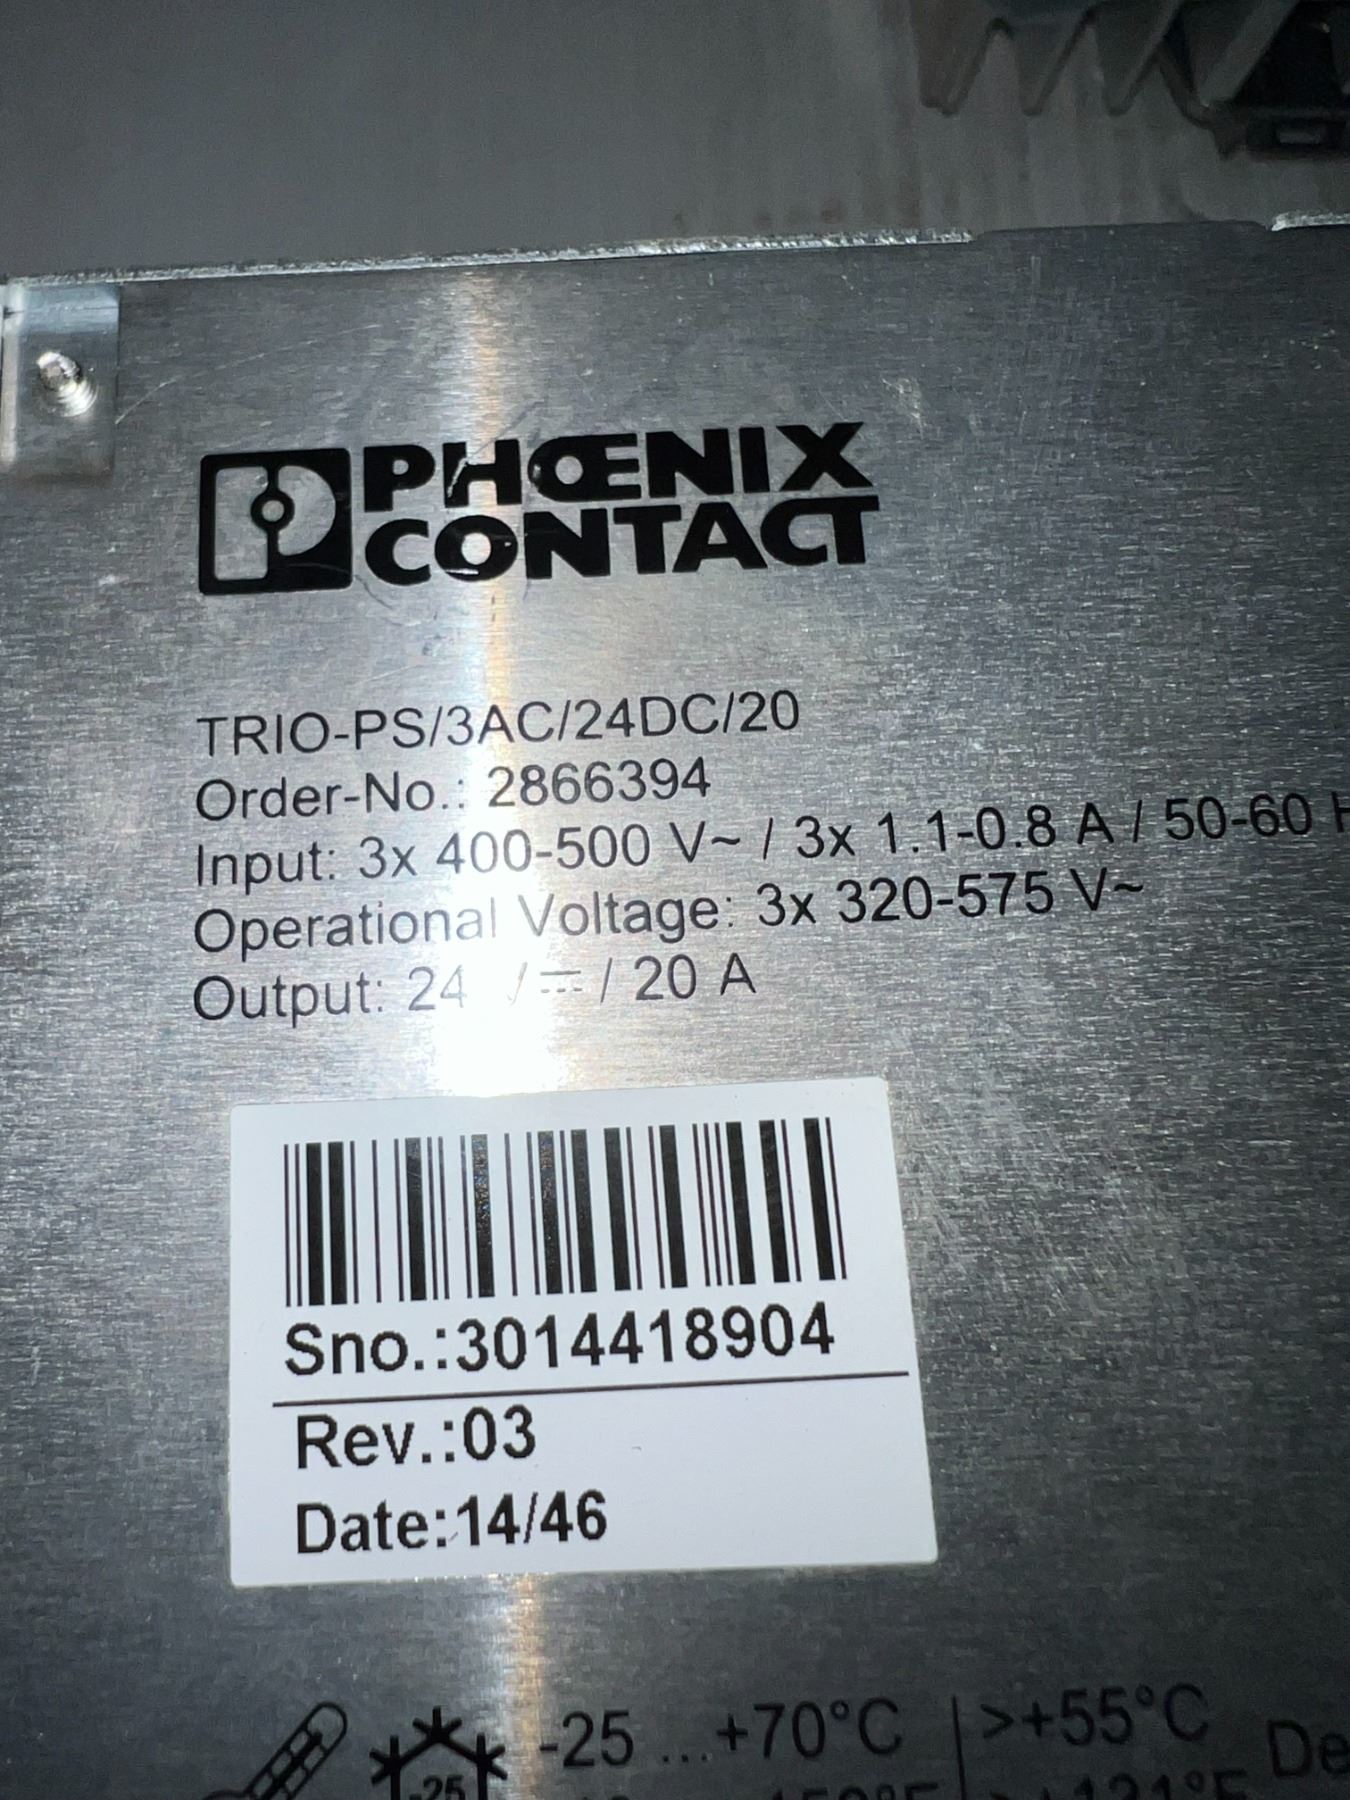 PHOENIX
CONTACT
TRIO-PS/3AC/24DC/20
Order-No.: 2866394
Input: 3x 400-500 V~ / 3x 1.1-0.8 A / 50-60 H
Operational Voltage: 3x 320-575 V~
Output: 24 V⎓ / 20 A
Sno.:3014418904
Rev.:03
Date:14/46
-25 ...+70°C | >+55°C De
-25